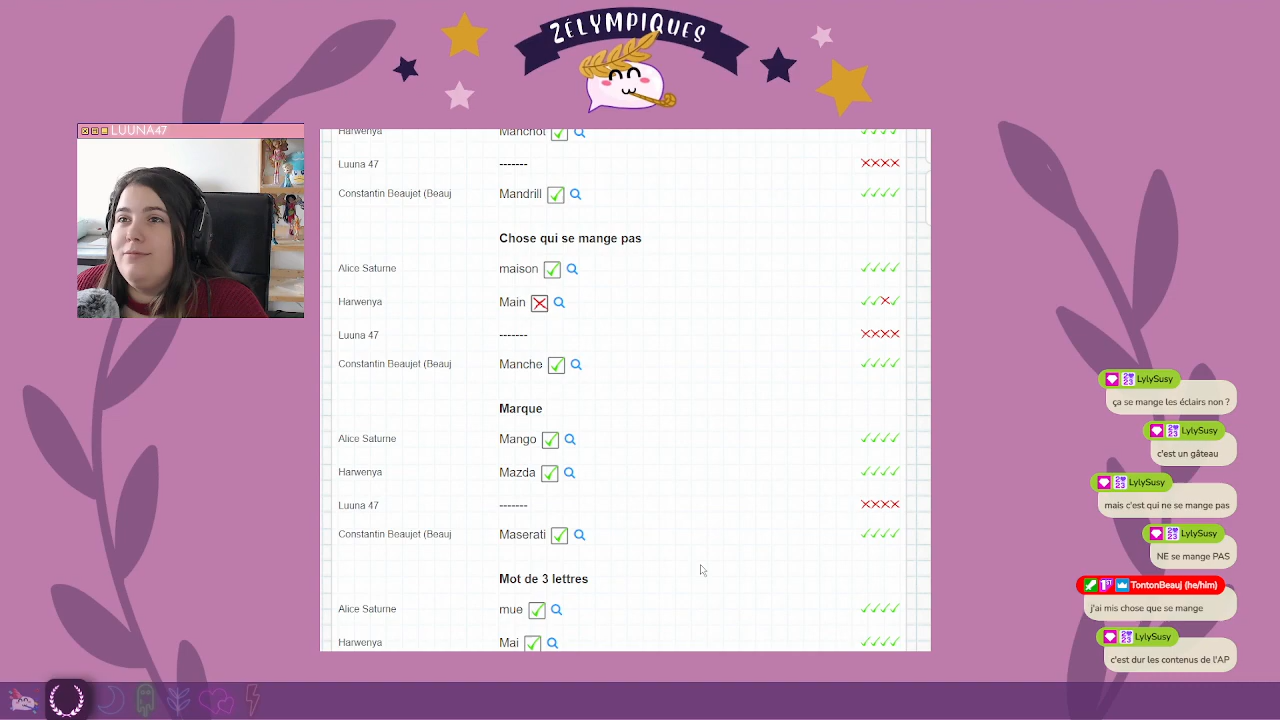 ZÉLYMPIQUES
LUUNA47
Harwenya Manchot
Luuna 47 -------
Constantin Beaujet (Beauj Mandrill
Chose qui se mange pas
Alice Saturne maison
Harwenya Main
Luuna 47 -------
Constantin Beaujet (Beauj Manche
Marque
Alice Saturne Mango
Harwenya Mazda
Luuna 47 -------
Constantin Beaujet (Beauj Maserati
Mot de 3 lettres
Alice Saturne mue
Harwenya Mai
LylySusy
ça se mange les éclairs non ?
LylySusy
c'est un gâteau
LylySusy
mais c'est qui ne se mange pas
LylySusy
NE se mange PAS
TontonBeauj (he/him)
j'ai mis chose que se mange
LylySusy
c'est dur les contenus de l'AP